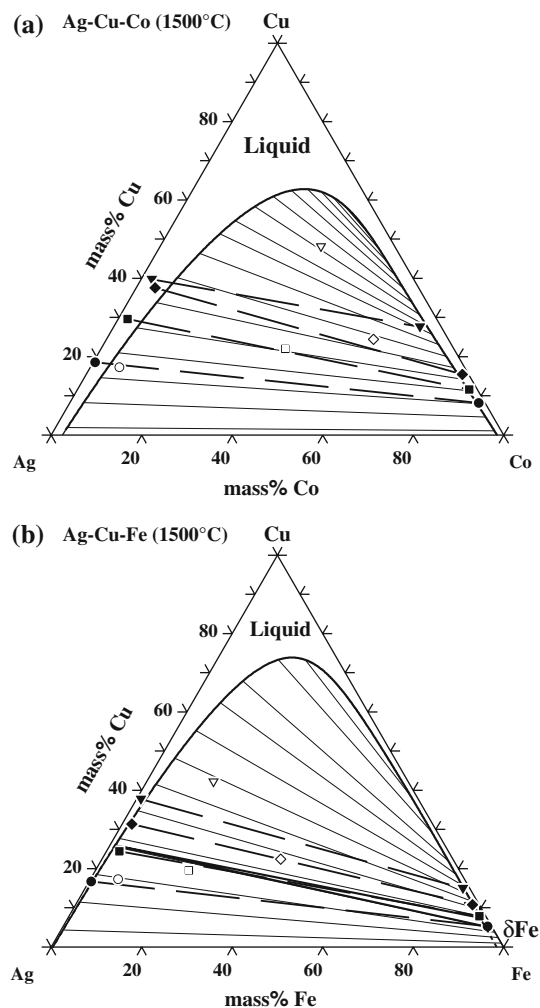 (a) Ag-Cu-Co (1500°C) Cu
80
Liquid
60
mass% Cu
40
20
Ag 20 40 60 80 Co
mass% Co
(b) Ag-Cu-Fe (1500°C) Cu
80
Liquid
60
mass% Cu
40
20
δFe
Ag 20 40 60 80 Fe
mass% Fe